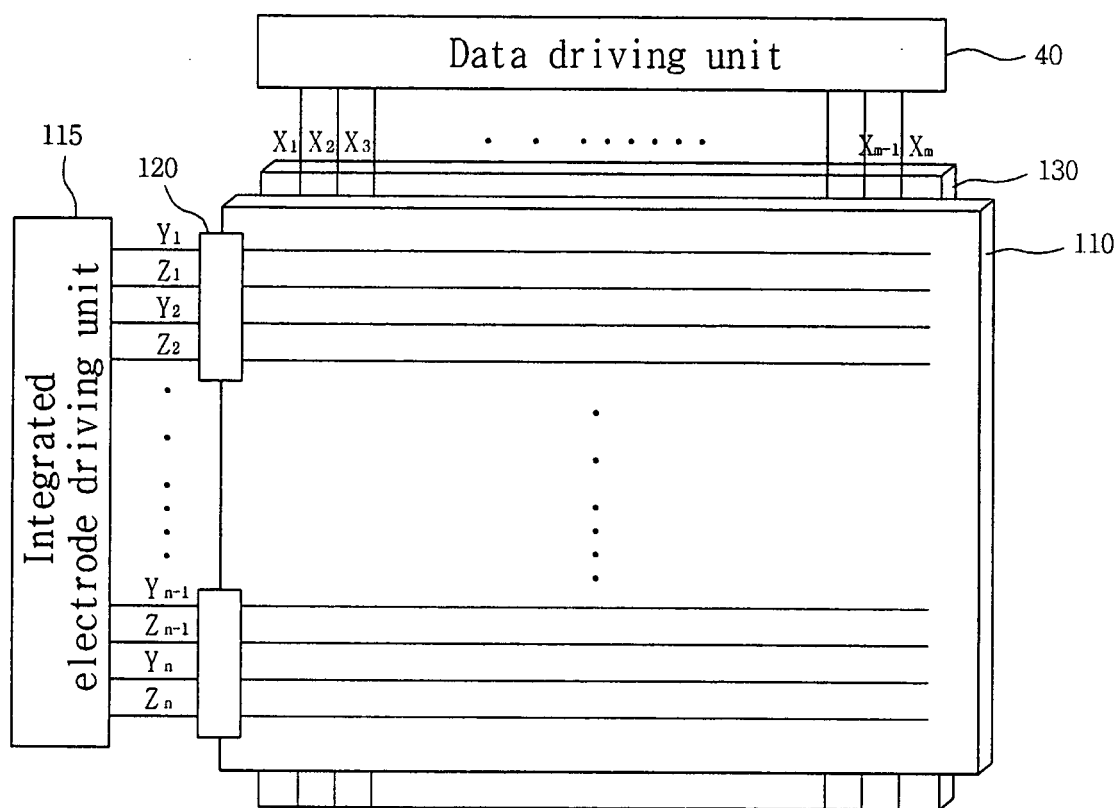 Data driving unit
40
X1 X2 X3 Xm-1 Xm
130
115
120
110
Y1
Z1
Y2
Z2
Integrated
electrode driving unit
Yn-1
Zn-1
Yn
Zn